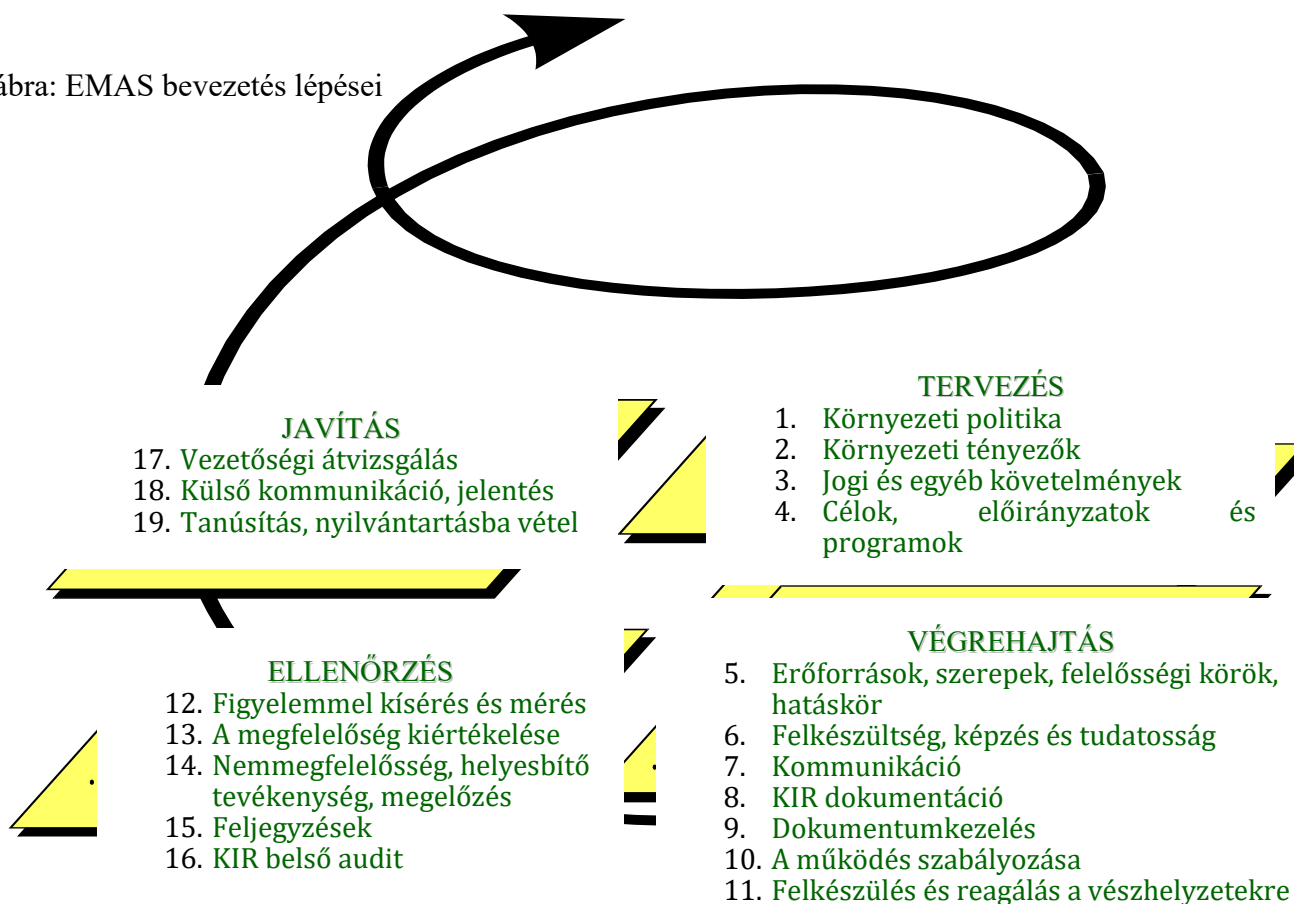 ábra: EMAS bevezetés lépései
TERVEZÉS
1. Környezeti politika
2. Környezeti tényezők
3. Jogi és egyéb követelmények
4. Célok, előirányzatok és
programok
VÉGREHAJTÁS
5. Erőforrások, szerepek, felelősségi körök,
hatáskör
6. Felkészültség, képzés és tudatosság
7. Kommunikáció
8. KIR dokumentáció
9. Dokumentumkezelés
10. A működés szabályozása
11. Felkészülés és reagálás a vészhelyzetekre
ELLENŐRZÉS
12. Figyelemmel kísérés és mérés
13. A megfelelőség kiértékelése
14. Nemmegfelelősség, helyesbítő
tevékenység, megelőzés
15. Feljegyzések
16. KIR belső audit
JAVÍTÁS
17. Vezetőségi átvizsgálás
18. Külső kommunikáció, jelentés
19. Tanúsítás, nyilvántartásba vétel